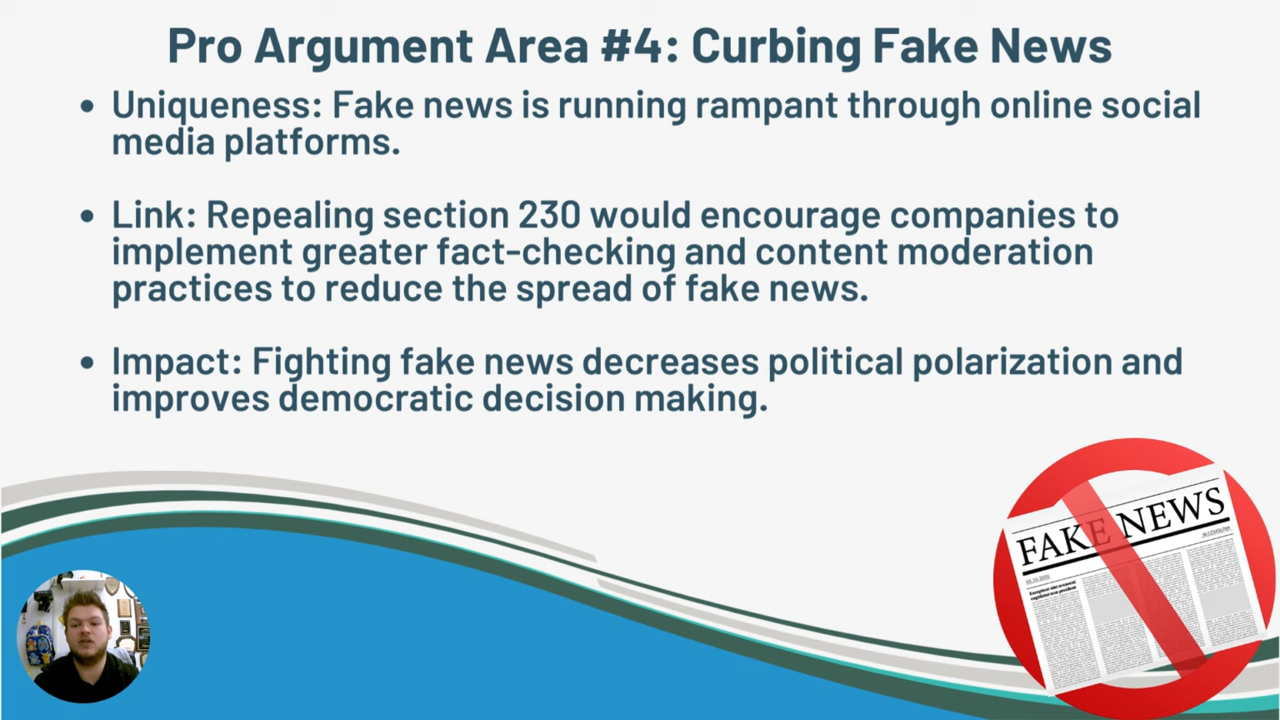 Pro Argument Area #4: Curbing Fake News
• Uniqueness: Fake news is running rampant through online social
media platforms.
• Link: Repealing section 230 would encourage companies to
implement greater fact-checking and content moderation
practices to reduce the spread of fake news.
• Impact: Fighting fake news decreases political polarization and
improves democratic decision making.
FAKE NEWS